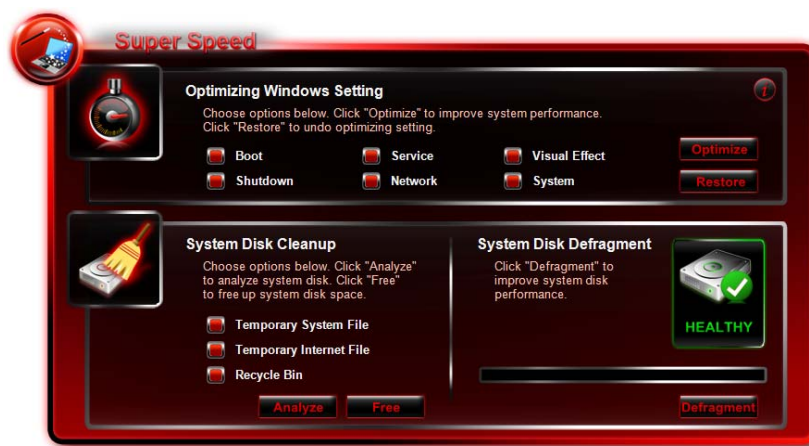 Super Speed
Optimizing Windows Setting
Choose options below. Click "Optimize" to improve system performance.
Click "Restore" to undo optimizing setting.
Boot
Service
Visual Effect
Optimize
Shutdown
Network
System
Restore
System Disk Cleanup
Choose options below. Click "Analyze"
to analyze system disk. Click "Free"
to free up system disk space.
Temporary System File
Temporary Internet File
Recycle Bin
Analyze
Free
System Disk Defragment
Click "Defragment" to
improve system disk
performance.
HEALTHY
Defragment